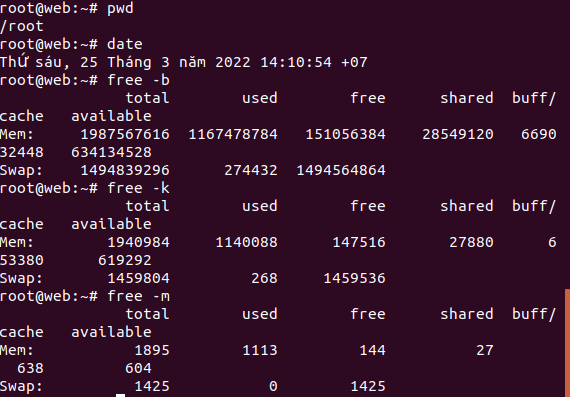 root@web:~# pwd
/root
root@web:~# date
Thứ sáu, 25 Tháng 3 năm 2022 14:10:54 +07
root@web:~# free -b
              total        used        free      shared  buff/
cache   available
Mem:     1987567616  1167478784   151056384    28549120   6690
32448   634134528
Swap:    1494839296      274432  1494564864
root@web:~# free -k
              total        used        free      shared  buff/
cache   available
Mem:        1940984     1140088      147516       27880      6
53380      619292
Swap:       1459804         268     1459536
root@web:~# free -m
              total        used        free      shared  buff/
cache   available
Mem:           1895        1113         144          27
  638         604
Swap:          1425           0        1425